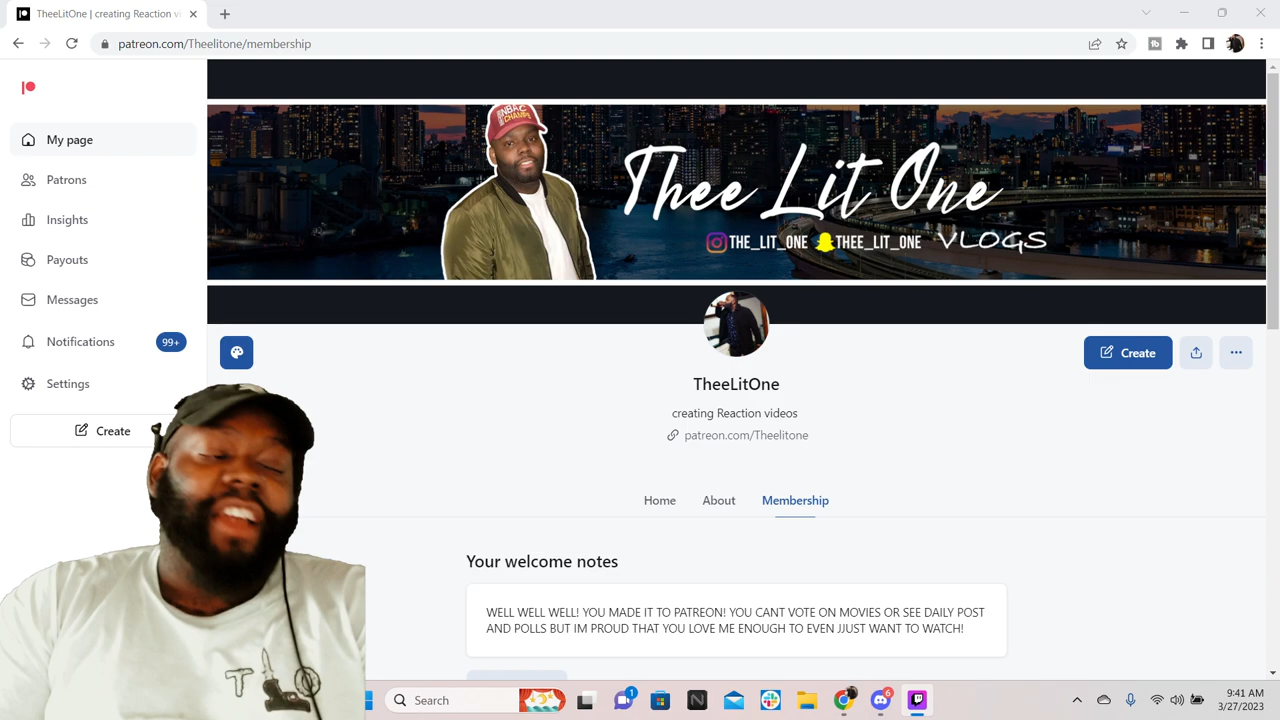 TheeLitOne | creating Reaction v
patreon.com/Theelitone/membership
My page
Patrons
Insights
Payouts
Messages
Notifications
99+
Settings
Create
NBA
CHAMPS
Thee Lit One
THE_LIT_ONE THEE_LIT_ONE VLOGS
Create
TheeLitOne
creating Reaction videos
patreon.com/Theelitone
Home About Membership
Your welcome notes
WELL WELL WELL! YOU MADE IT TO PATREON! YOU CANT VOTE ON MOVIES OR SEE DAILY POST
AND POLLS BUT IM PROUD THAT YOU LOVE ME ENOUGH TO EVEN JJUST WANT TO WATCH!
Search
1
6
9:41 AM
3/27/2023